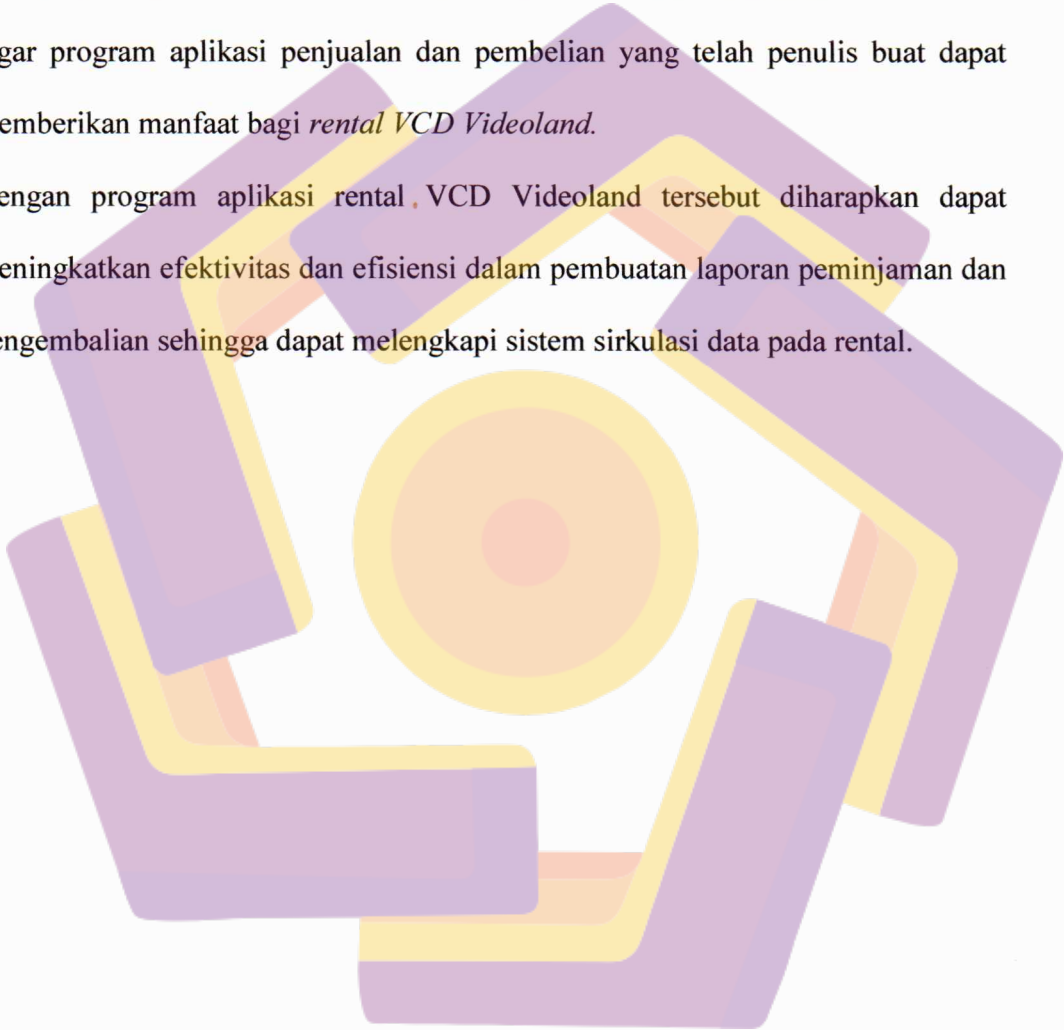 gar program aplikasi penjualan dan pembelian yang telah penulis buat dapat
emberikan manfaat bagi rental VCD Videoland.
engan program aplikasi rental VCD Videoland tersebut diharapkan dapat
eningkatkan efektivitas dan efisiensi dalam pembuatan laporan peminjaman dan
engembalian sehingga dapat melengkapi sistem sirkulasi data pada rental.